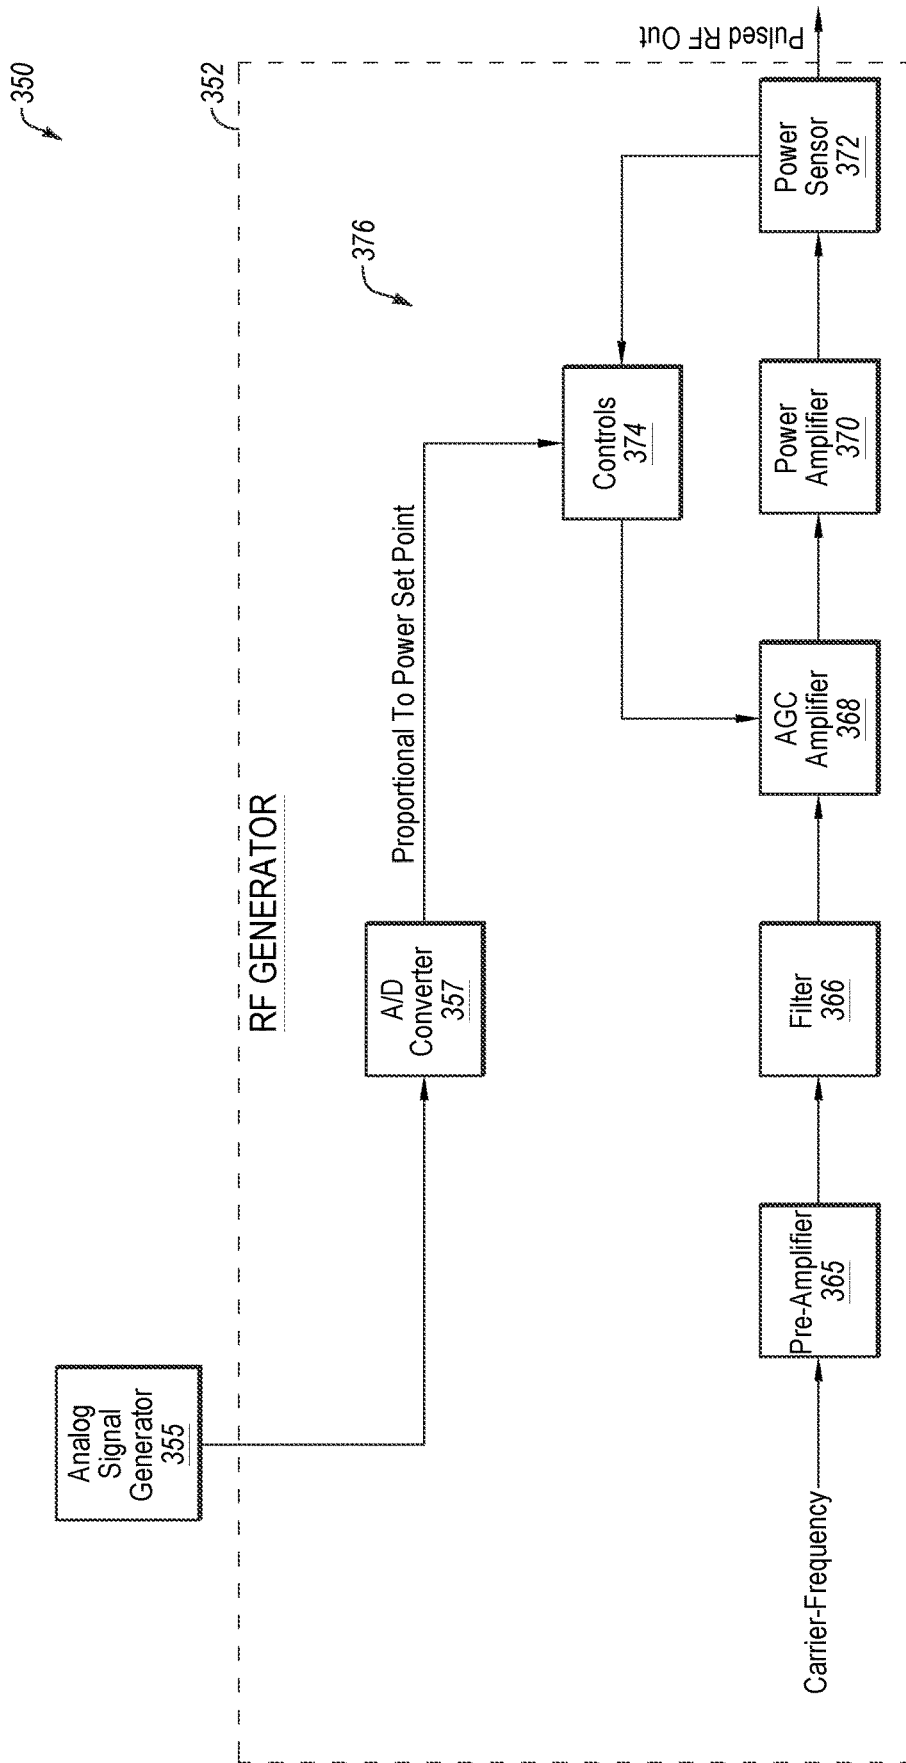 350
352
Analog
Signal
Generator
355
RF GENERATOR
376
A/D
Converter
357
Proportional To Power Set Point
Controls
374
Carrier-Frequency
Pre-Amplifier
365
Filter
366
AGC
Amplifier
368
Power
Amplifier
370
Power
Sensor
372
Pulsed RF Out